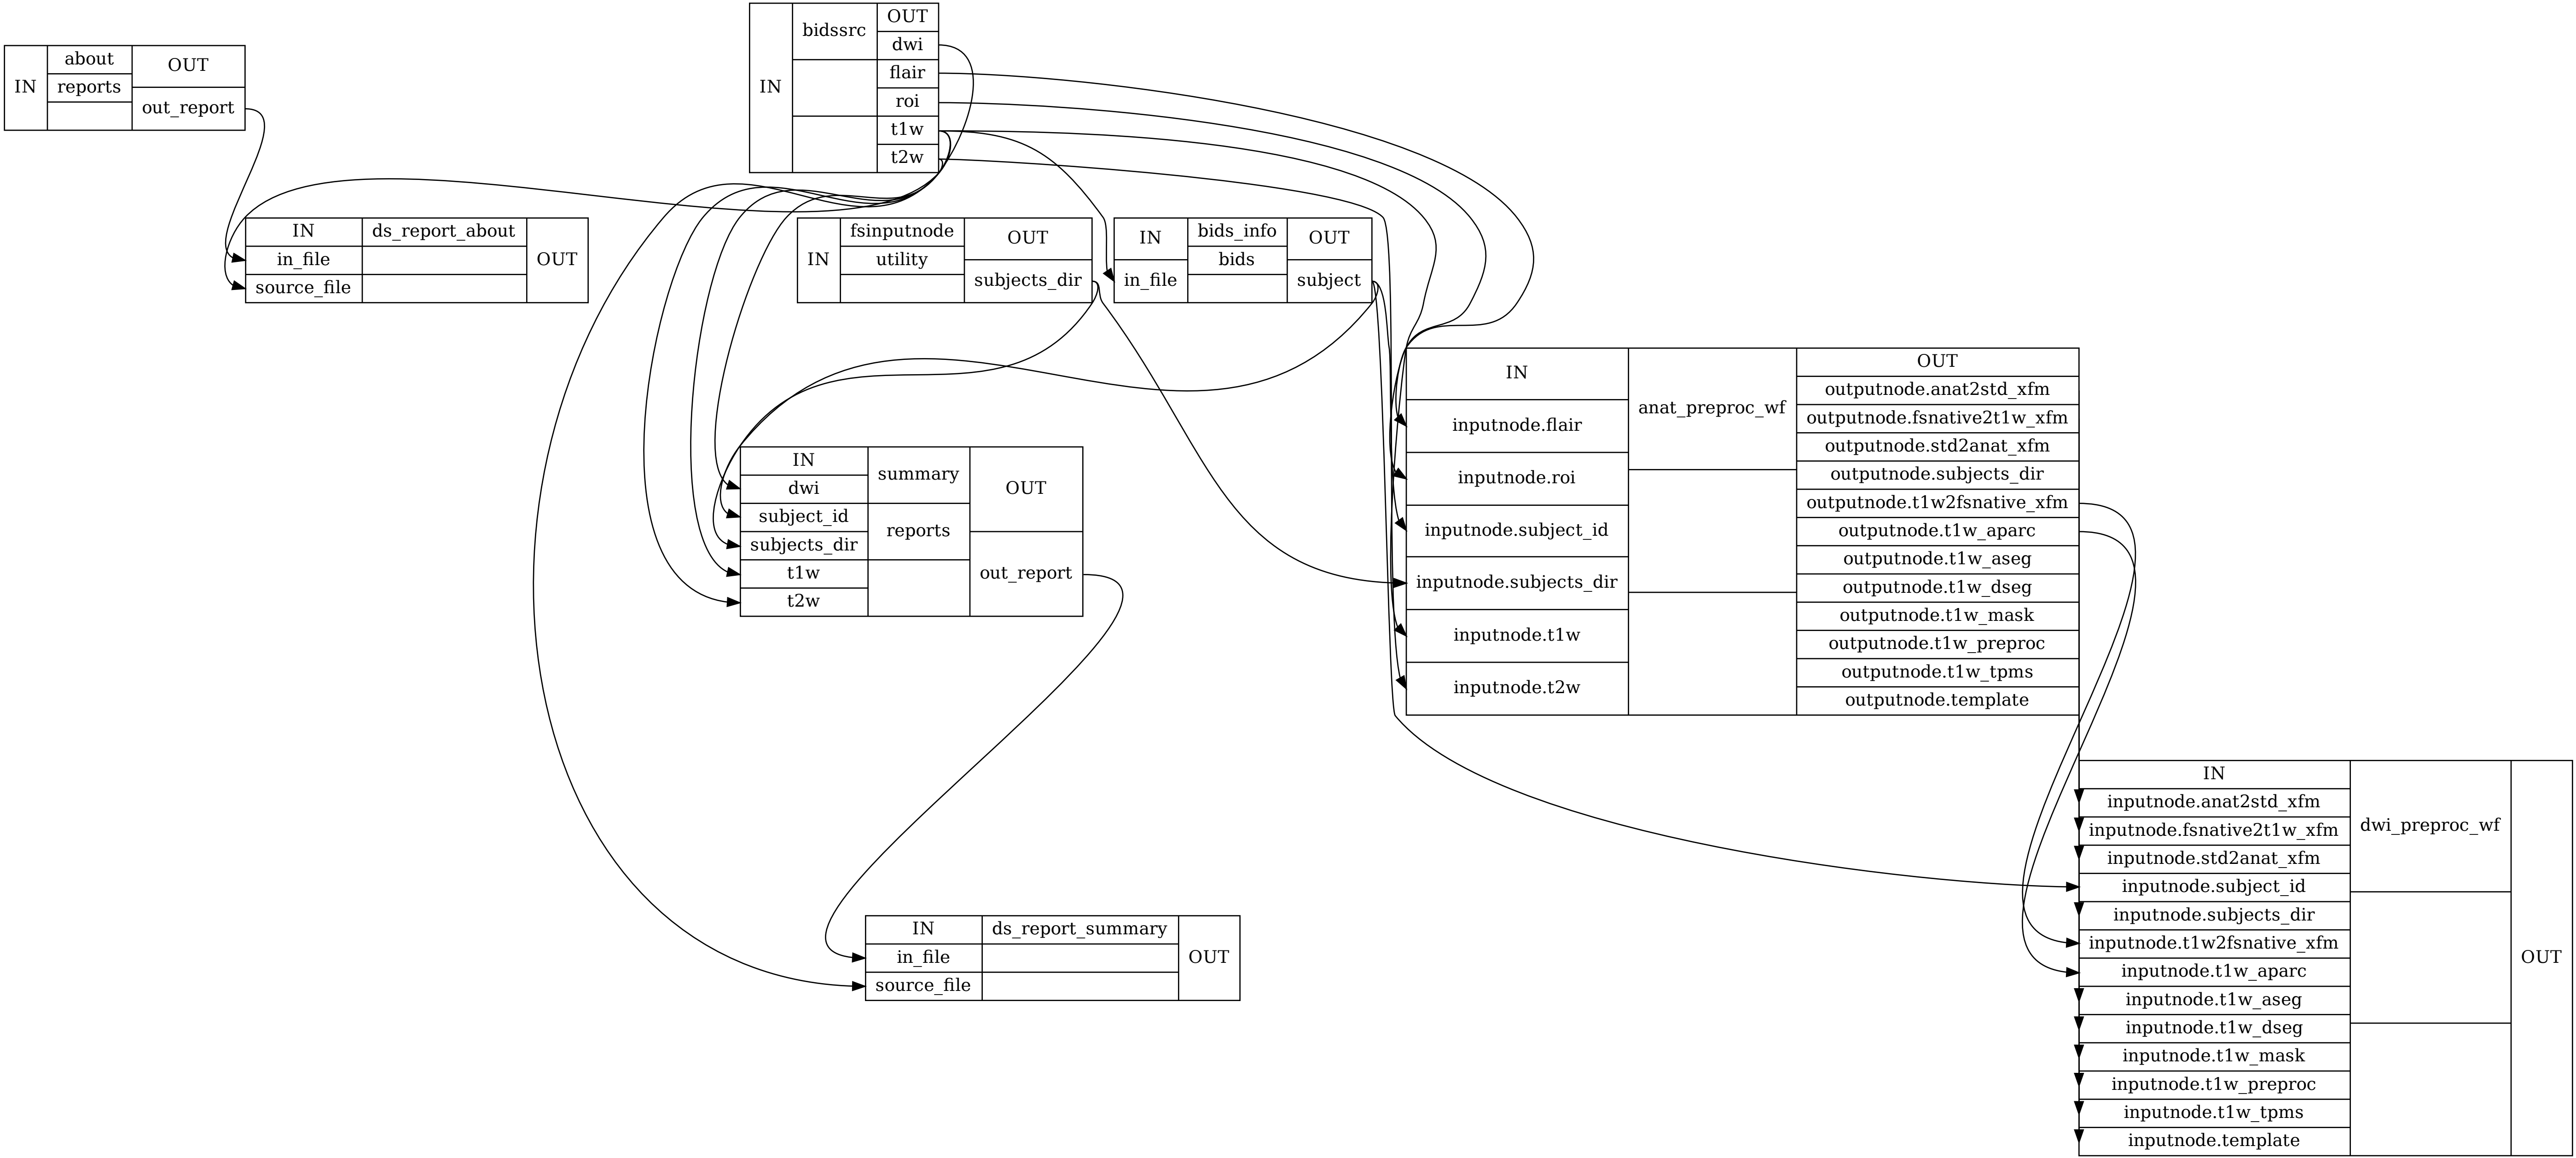 IN
about
reports
OUT
out_report
IN
bidssrc
OUT
dwi
flair
roi
t1w
t2w
IN
in_file
source_file
ds_report_about
OUT
IN
fsinputnode
utility
OUT
subjects_dir
IN
in_file
bids_info
bids
OUT
subject
IN
inputnode.flair
inputnode.roi
inputnode.subject_id
inputnode.subjects_dir
inputnode.t1w
inputnode.t2w
anat_preproc_wf
OUT
outputnode.anat2std_xfm
outputnode.fsnative2t1w_xfm
outputnode.std2anat_xfm
outputnode.subjects_dir
outputnode.t1w2fsnative_xfm
outputnode.t1w_aparc
outputnode.t1w_aseg
outputnode.t1w_dseg
outputnode.t1w_mask
outputnode.t1w_preproc
outputnode.t1w_tpms
outputnode.template
IN
dwi
subject_id
subjects_dir
t1w
t2w
summary
reports
OUT
out_report
IN
inputnode.anat2std_xfm
inputnode.fsnative2t1w_xfm
inputnode.std2anat_xfm
inputnode.subject_id
inputnode.subjects_dir
inputnode.t1w2fsnative_xfm
inputnode.t1w_aparc
inputnode.t1w_aseg
inputnode.t1w_dseg
inputnode.t1w_mask
inputnode.t1w_preproc
inputnode.t1w_tpms
inputnode.template
dwi_preproc_wf
OUT
IN
in_file
source_file
ds_report_summary
OUT